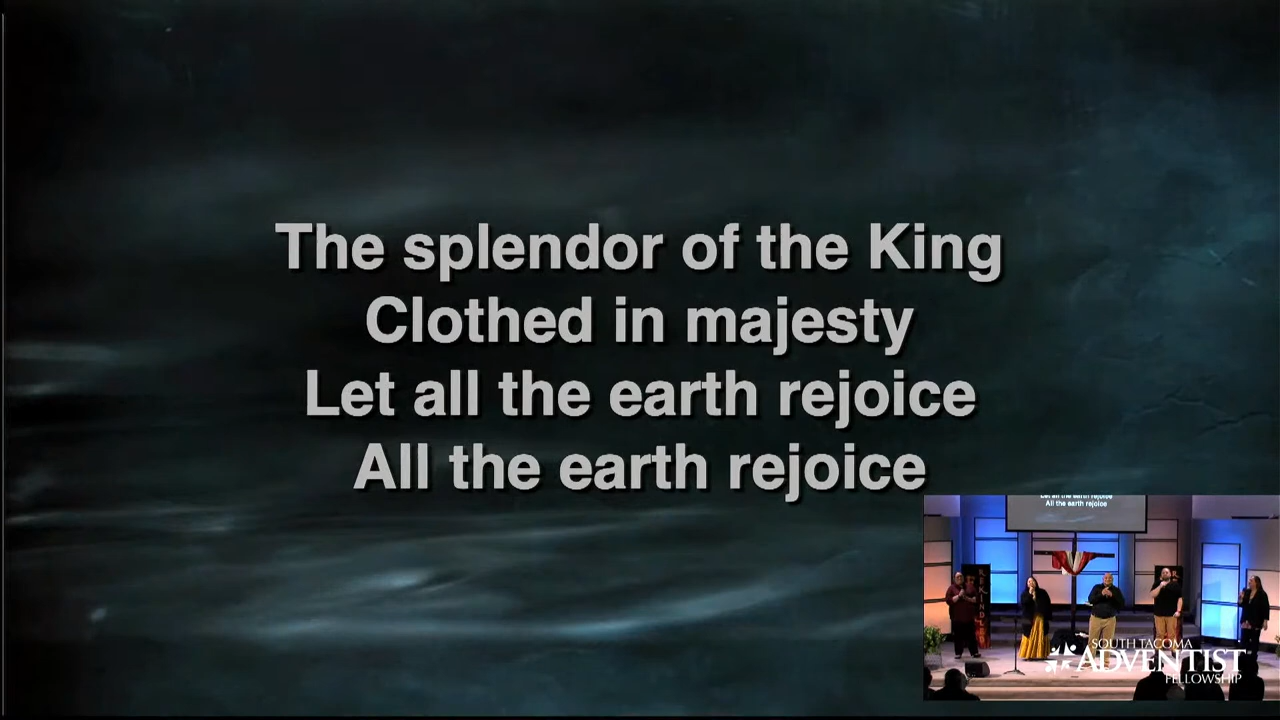 The splendor of the King
Clothed in majesty
Let all the earth rejoice
All the earth rejoice
Let all the earth rejoice
All the earth rejoice
REKINDLE
SOUTH TACOMA
ADVENTIST
FELLOWSHIP